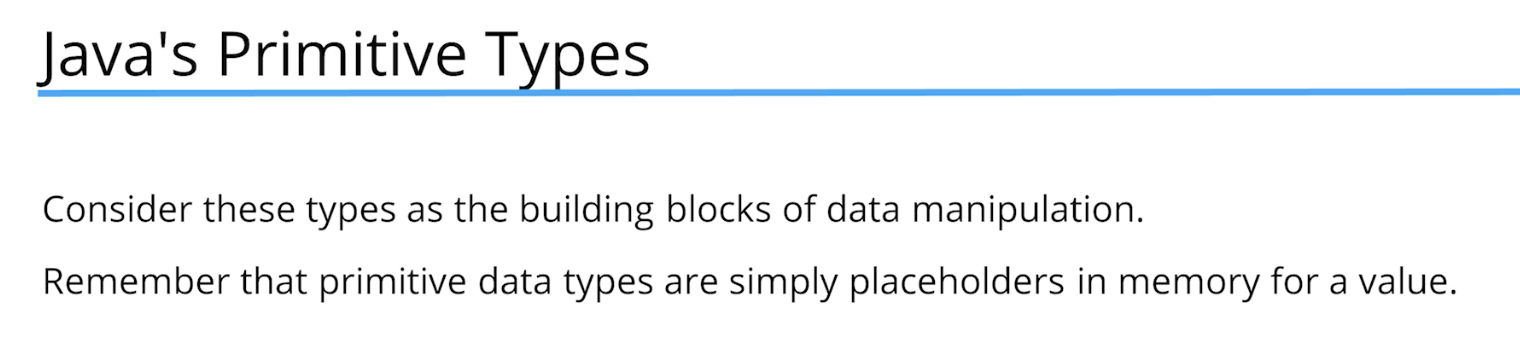 Java's Primitive Types
Consider these types as the building blocks of data manipulation.
Remember that primitive data types are simply placeholders in memory for a value.